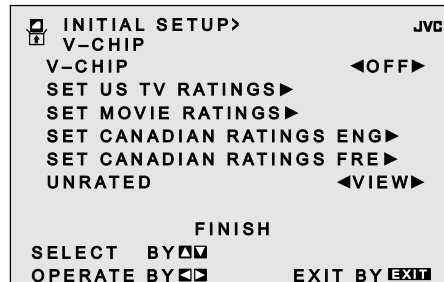 INITIAL SETUP> JVC
V–CHIP
V–CHIP ◀OFF▶
SET US TV RATINGS▶
SET MOVIE RATINGS▶
SET CANADIAN RATINGS ENG▶
SET CANADIAN RATINGS FRE▶
UNRATED ◀VIEW▶
FINISH
SELECT BY▲▼
OPERATE BY◀▶ EXIT BY EXIT